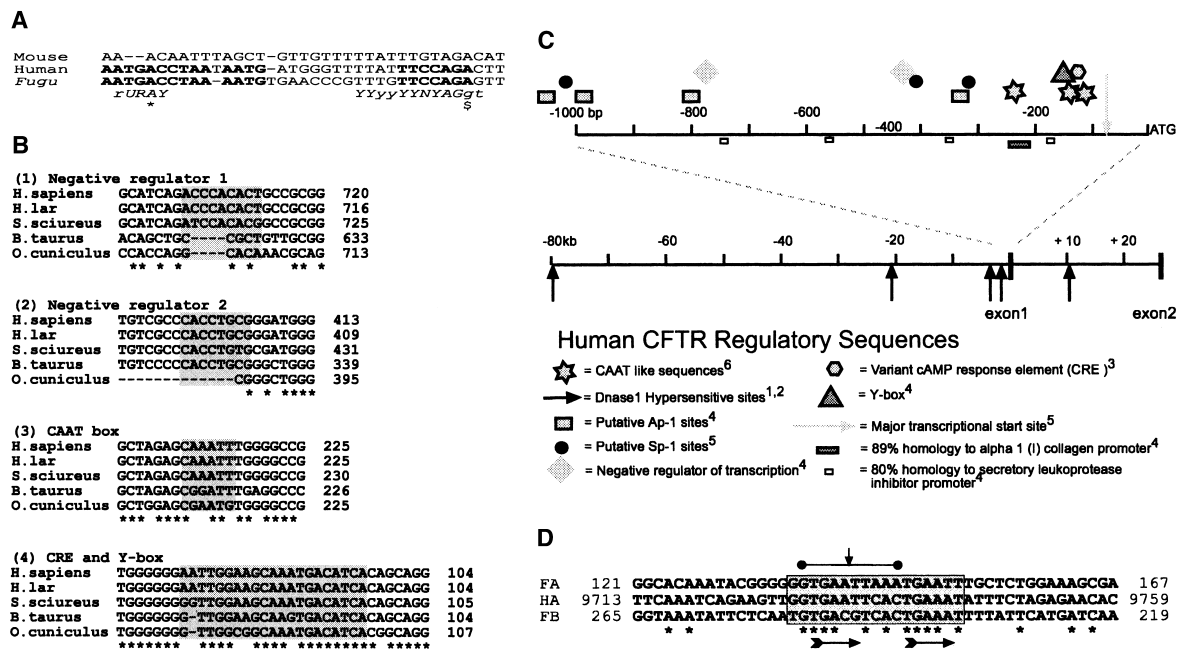 A
Mouse AA--ACAATTTAGCT-GTTGTTTTTATTTGTAGACAT
Human AATGACCTAATAATG-ATGGGTTTTATTTCCAGACTT
Fugu AATGACCTAA-AATGTGAACCCGTTTGTTCCAGAGTT
rURAY YYyyYYNYAGgt
* $
B
(1) Negative regulator 1
H.sapiens GCATCAGACCCACACTGCCGCGG 720
H.lar GCATCAGACCCACACTGCCGCGG 716
S.sciureus GCATCAGATCCACACGGCCGCGG 725
B.taurus ACAGCTGC----CGCTGTTGCGG 633
O.cuniculus CCACCAGG----CACAAACGCAG 713
** * * * * ** *
(2) Negative regulator 2
H.sapiens TGTCGCCCACCTGCGGGATGGG 413
H.lar TGTCGCCCACCTGCGGGATGGG 409
S.sciureus TGTCGCCCACCTGTGCGATGGG 431
B.taurus TGTCCCCCACCTGCGGGCTGGG 339
O.cuniculus -------------CGGGCTGGG 395
* * ****
(3) CAAT box
H.sapiens GCTAGAGCAAATTTGGGGCCG 225
H.lar GCTAGAGCAAATTTGGGGCCG 225
S.sciureus GCTAGAGCAAATTTGGGGCCG 230
B.taurus GCTAGAGCGGATTTGAGGCCC 226
O.cuniculus GCTGGAGCGAATGTGGGGCCG 225
*** **** ** ** ****
(4) CRE and Y-box
H.sapiens TGGGGGGAATTGGAAGCAAATGACATCACAGCAGG 104
H.lar TGGGGGGAATTGGAAGCAAATGACATCACAGCAGG 104
S.sciureus TGGGGGGGGTTGGAAGCAAATGACATCACAGCAGG 105
B.taurus TGGGGGGG-TTGGAAGCAAGTGACATCACAGCAGG 104
O.cuniculus TGGGGGGG-TTGGCGGCAAATGACATCACGGCAGG 107
******* **** **** ********* *****
C
-1000 bp -800 -600 -400 -200 ATG
-80kb -60 -40 -20 +10 +20
exon1 exon2
Human CFTR Regulatory Sequences
= CAAT like sequences6
= Dnase1 Hypersensitive sites1,2
= Putative Ap-1 sites4
= Putative Sp-1 sites5
= Negative regulator of transcription4
= Variant cAMP response element (CRE )3
= Y-box4
= Major transcriptional start site5
= 89% homology to alpha 1 (I) collagen promoter4
= 80% homology to secretory leukoprotease
inhibitor promoter4
D
FA 121 GGCACAAATACGGGGGGTGAATTAAATGAATTTGCTCTGGAAAGCGA 167
HA 9713 TTCAAATCAGAAGTTGGTGAATTCACTGAAATATTTCTAGAGAACAC 9759
FB 265 GGTAAATATTCTCAATGTGACGTCACTGAAATTTTTATTCATGATCAA 219
* * **** * **** * * * *